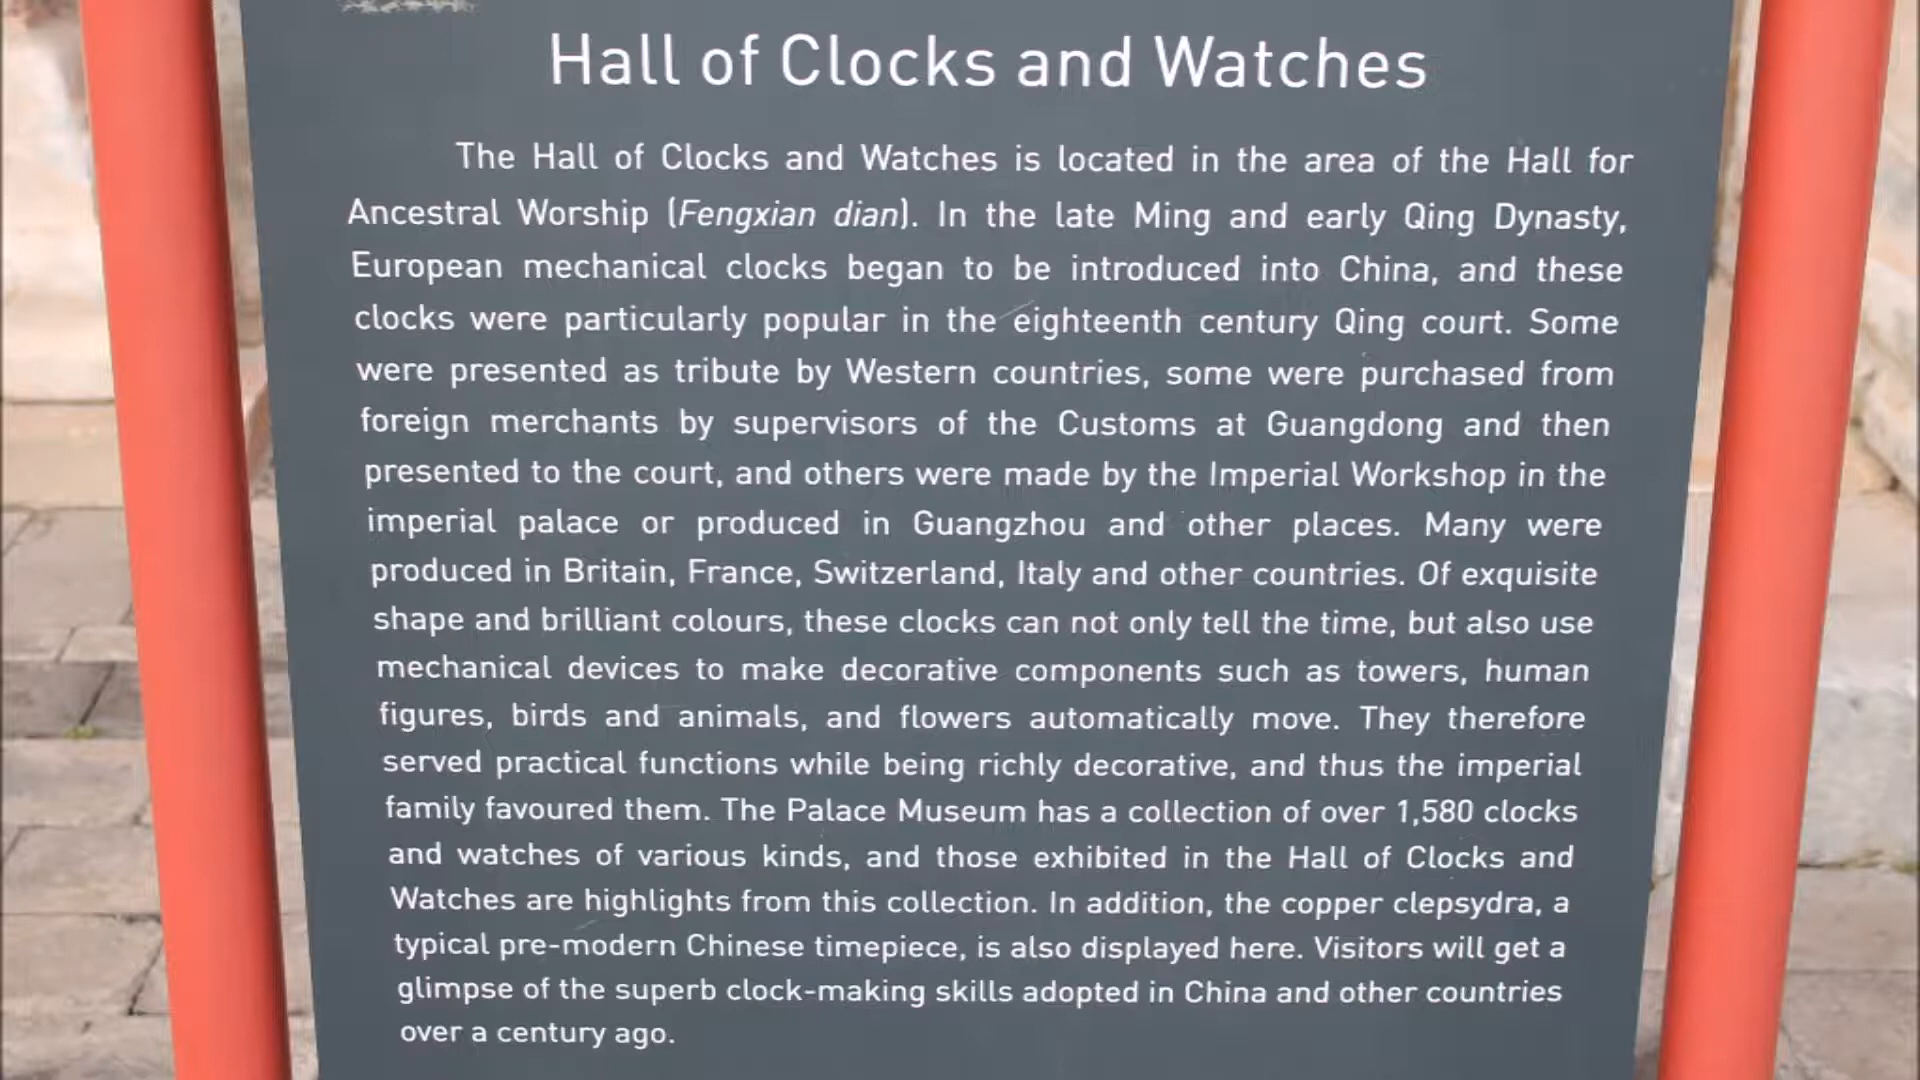 Hall of Clocks and Watches
The Hall of Clocks and Watches is located in the area of the Hall for
Ancestral Worship (Fengxian dian). In the late Ming and early Qing Dynasty,
European mechanical clocks began to be introduced into China, and these
clocks were particularly popular in the eighteenth century Qing court. Some
were presented as tribute by Western countries, some were purchased from
foreign merchants by supervisors of the Customs at Guangdong and then
presented to the court, and others were made by the Imperial Workshop in the
imperial palace or produced in Guangzhou and other places. Many were
produced in Britain, France, Switzerland, Italy and other countries. Of exquisite
shape and brilliant colours, these clocks can not only tell the time, but also use
mechanical devices to make decorative components such as towers, human
figures, birds and animals, and flowers automatically move. They therefore
served practical functions while being richly decorative, and thus the imperial
family favoured them. The Palace Museum has a collection of over 1,580 clocks
and watches of various kinds, and those exhibited in the Hall of Clocks and
Watches are highlights from this collection. In addition, the copper clepsydra, a
typical pre-modern Chinese timepiece, is also displayed here. Visitors will get a
glimpse of the superb clock-making skills adopted in China and other countries
over a century ago.